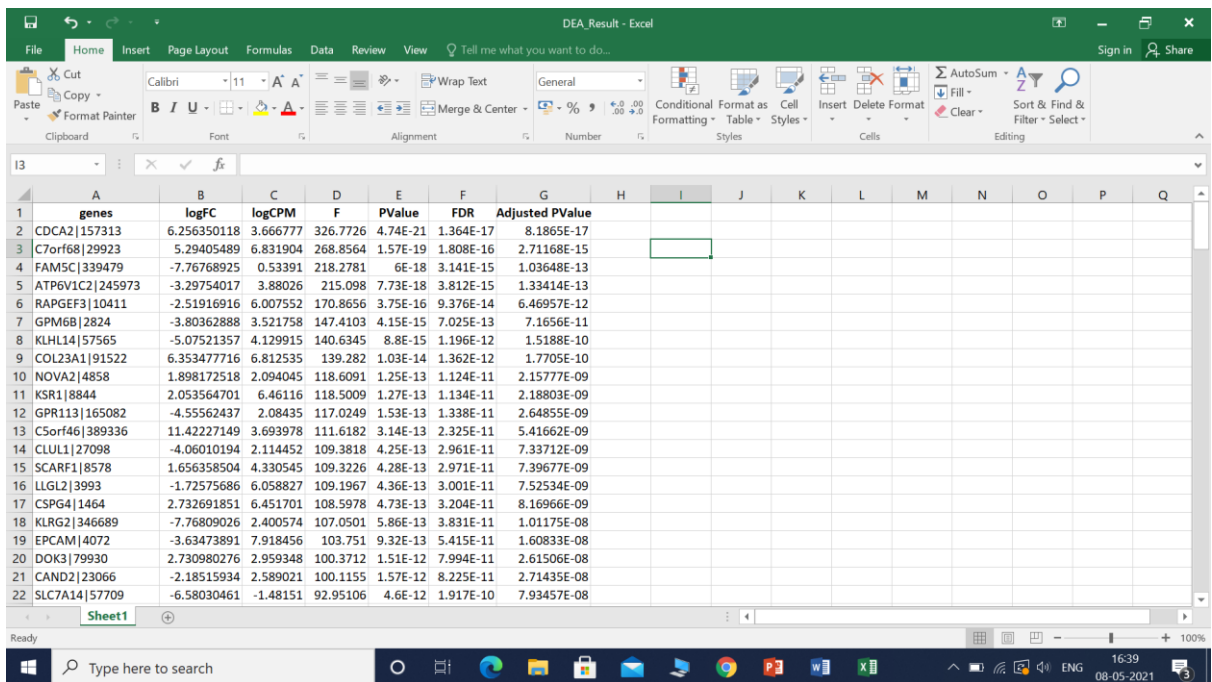 DEA_Result - Excel
File Home Insert Page Layout Formulas Data Review View Tell me what you want to do... Sign in Share
Cut
Copy
Format Painter
Paste
Clipboard
Calibri 11
B I U
Font
Wrap Text
Merge & Center
Alignment
General
%
Number
Conditional Formatting
Format as Table
Cell Styles
Styles
Insert Delete Format
Cells
AutoSum
Fill
Clear
Sort & Filter
Find & Select
Editing
I3 fx
A B C D E F G H I J K L M N O P Q
1 genes logFC logCPM F PValue FDR Adjusted PValue
2 CDCA2|157313 6.256350118 3.666777 326.7726 4.74E-21 1.364E-17 8.1865E-17
3 C7orf68|29923 5.29405489 6.831904 268.8564 1.57E-19 1.808E-16 2.71168E-15
4 FAM5C|339479 -7.76768925 0.53391 218.2781 6E-18 3.141E-15 1.03648E-13
5 ATP6V1C2|245973 -3.29754017 3.88026 215.098 7.73E-18 3.812E-15 1.33414E-13
6 RAPGEF3|10411 -2.51916916 6.007552 170.8656 3.75E-16 9.376E-14 6.46957E-12
7 GPM6B|2824 -3.80362888 3.521758 147.4103 4.15E-15 7.025E-13 7.1656E-11
8 KLHL14|57565 -5.07521357 4.129915 140.6345 8.8E-15 1.196E-12 1.5188E-10
9 COL23A1|91522 6.353477716 6.812535 139.282 1.03E-14 1.362E-12 1.7705E-10
10 NOVA2|4858 1.898172518 2.094045 118.6091 1.25E-13 1.124E-11 2.15777E-09
11 KSR1|8844 2.053564701 6.46116 118.5009 1.27E-13 1.134E-11 2.18803E-09
12 GPR113|165082 -4.55562437 2.08435 117.0249 1.53E-13 1.338E-11 2.64855E-09
13 C5orf46|389336 11.42227149 3.693978 111.6182 3.14E-13 2.325E-11 5.41662E-09
14 CLUL1|27098 -4.06010194 2.114452 109.3818 4.25E-13 2.961E-11 7.33712E-09
15 SCARF1|8578 1.656358504 4.330545 109.3226 4.28E-13 2.971E-11 7.39677E-09
16 LLGL2|3993 -1.72575686 6.058827 109.1967 4.36E-13 3.001E-11 7.52534E-09
17 CSPG4|1464 2.732691851 6.451701 108.5978 4.73E-13 3.204E-11 8.16966E-09
18 KLRG2|346689 -7.76809026 2.400574 107.0501 5.86E-13 3.831E-11 1.01175E-08
19 EPCAM|4072 -3.63473891 7.918456 103.751 9.32E-13 5.415E-11 1.60833E-08
20 DOK3|79930 2.730980276 2.959348 100.3712 1.51E-12 7.994E-11 2.61506E-08
21 CAND2|23066 -2.18515934 2.589021 100.1155 1.57E-12 8.225E-11 2.71435E-08
22 SLC7A14|57709 -6.58030461 -1.48151 92.95106 4.6E-12 1.917E-10 7.93457E-08
Sheet1
Ready 100%
Type here to search ENG 16:39
08-05-2021 3